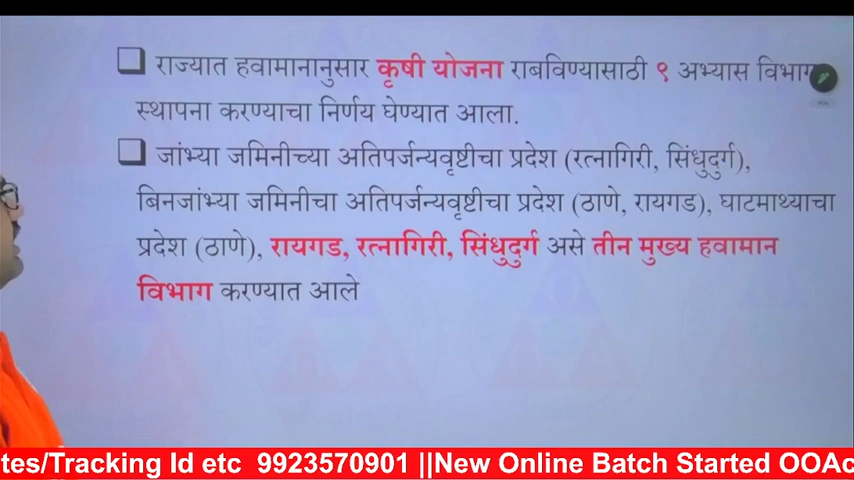 राज्यात हवामानानुसार कृषी योजना राबविण्यासाठी ९ अभ्यास विभाग
स्थापना करण्याचा निर्णय घेण्यात आला.
जांभ्या जमिनीच्या अतिपर्जन्यवृष्टीचा प्रदेश (रत्नागिरी, सिंधुदुर्ग),
बिनजांभ्या जमिनीचा अतिपर्जन्यवृष्टीचा प्रदेश (ठाणे, रायगड), घाटमाथ्याचा
प्रदेश (ठाणे), रायगड, रत्नागिरी, सिंधुदुर्ग असे तीन मुख्य हवामान
विभाग करण्यात आले
tes/Tracking Id etc 9923570901 ||New Online Batch Started OOAc